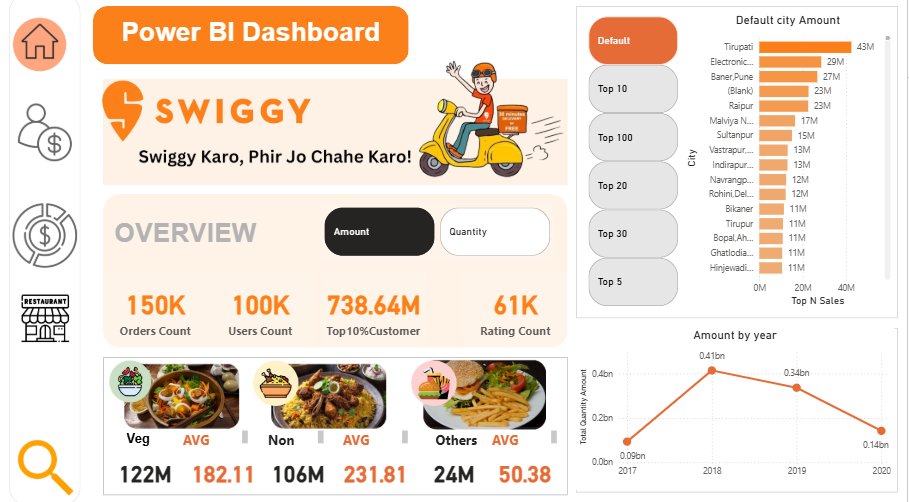 Power BI Dashboard
SWIGGY
Swiggy Karo, Phir Jo Chahe Karo!
30 minutes
DELIVERY
or
FREE
RESTAURANT
OVERVIEW
Amount
Quantity
150K
Orders Count
100K
Users Count
738.64M
Top10%Customer
61K
Rating Count
Veg AVG
122M 182.11
Non AVG
106M 231.81
Others AVG
24M 50.38
Default
Top 10
Top 100
Top 20
Top 30
Top 5
Default city Amount
City
Tirupati 43M
Electronic... 29M
Baner,Pune 27M
(Blank) 23M
Raipur 23M
Malviya N... 17M
Sultanpur 15M
Vastrapur,... 13M
Indirapur... 13M
Navrangp... 12M
Rohini,Del... 12M
Bikaner 11M
Tirupur 11M
Bopal,Ah... 11M
Ghatlodia... 11M
Hinjewadi... 11M
0M 20M 40M
Top N Sales
Amount by year
Total Quantity Amount
0.4bn
0.2bn
0.0bn
0.09bn
0.41bn
0.34bn
0.14bn
2017 2018 2019 2020